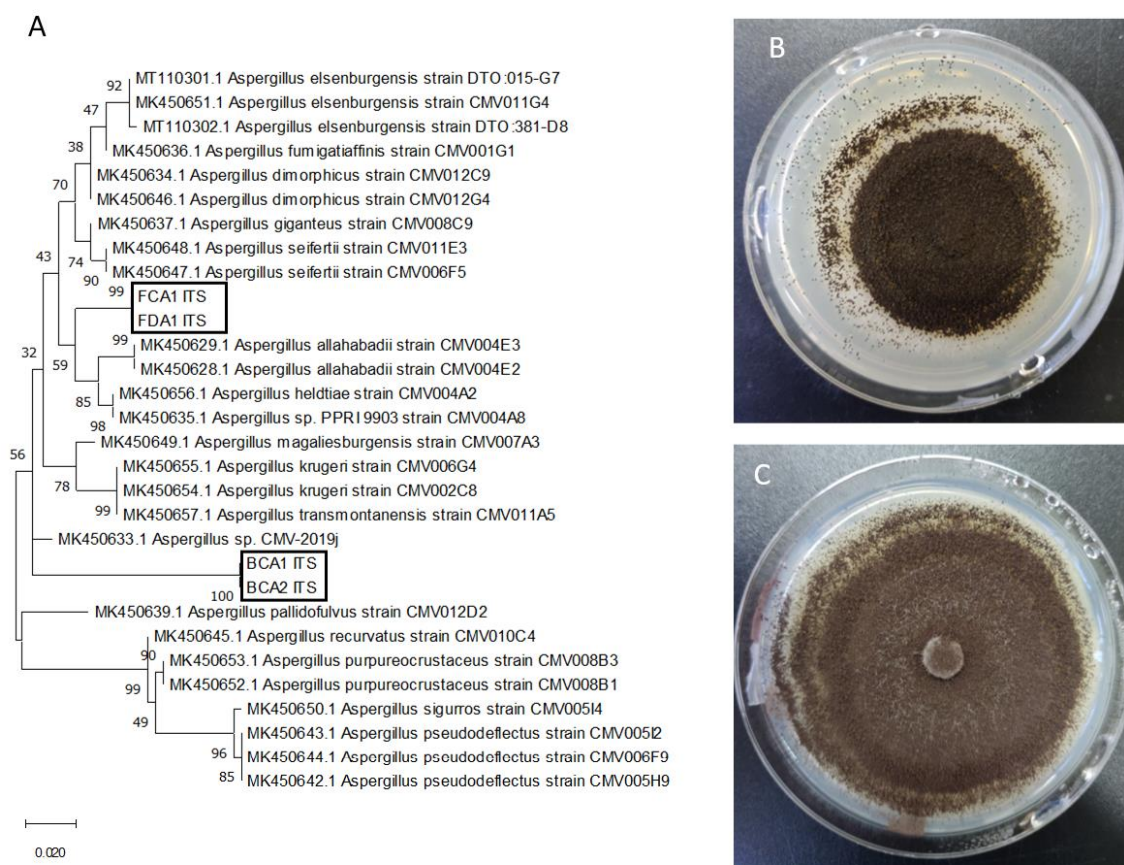 A
MT110301.1 Aspergillus elsenburgensis strain DTO:015-G7
92
MK450651.1 Aspergillus elsenburgensis strain CMV011G4
47
MT110302.1 Aspergillus elsenburgensis strain DTO:381-D8
38
MK450636.1 Aspergillus fumigatiaffinis strain CMV001G1
MK450634.1 Aspergillus dimorphicus strain CMV012C9
70
MK450646.1 Aspergillus dimorphicus strain CMV012G4
MK450637.1 Aspergillus giganteus strain CMV008C9
43
74
MK450648.1 Aspergillus seifertii strain CMV011E3
90
MK450647.1 Aspergillus seifertii strain CMV006F5
99
FCA1 ITS
FDA1 ITS
32
59
99
MK450629.1 Aspergillus allahabadii strain CMV004E3
MK450628.1 Aspergillus allahabadii strain CMV004E2
85
MK450656.1 Aspergillus heldtiae strain CMV004A2
98
MK450635.1 Aspergillus sp. PPRI 9903 strain CMV004A8
MK450649.1 Aspergillus magaliesburgensis strain CMV007A3
56
78
MK450655.1 Aspergillus krugeri strain CMV006G4
MK450654.1 Aspergillus krugeri strain CMV002C8
99
MK450657.1 Aspergillus transmontanensis strain CMV011A5
MK450633.1 Aspergillus sp. CMV-2019j
BCA1 ITS
BCA2 ITS
100
MK450639.1 Aspergillus pallidofulvus strain CMV012D2
MK450645.1 Aspergillus recurvatus strain CMV010C4
90
MK450653.1 Aspergillus purpureocrustaceus strain CMV008B3
99
MK450652.1 Aspergillus purpureocrustaceus strain CMV008B1
49
MK450650.1 Aspergillus sigurros strain CMV005I4
MK450643.1 Aspergillus pseudodeflectus strain CMV005I2
96
MK450644.1 Aspergillus pseudodeflectus strain CMV006F9
85
MK450642.1 Aspergillus pseudodeflectus strain CMV005H9
0.020
B
C